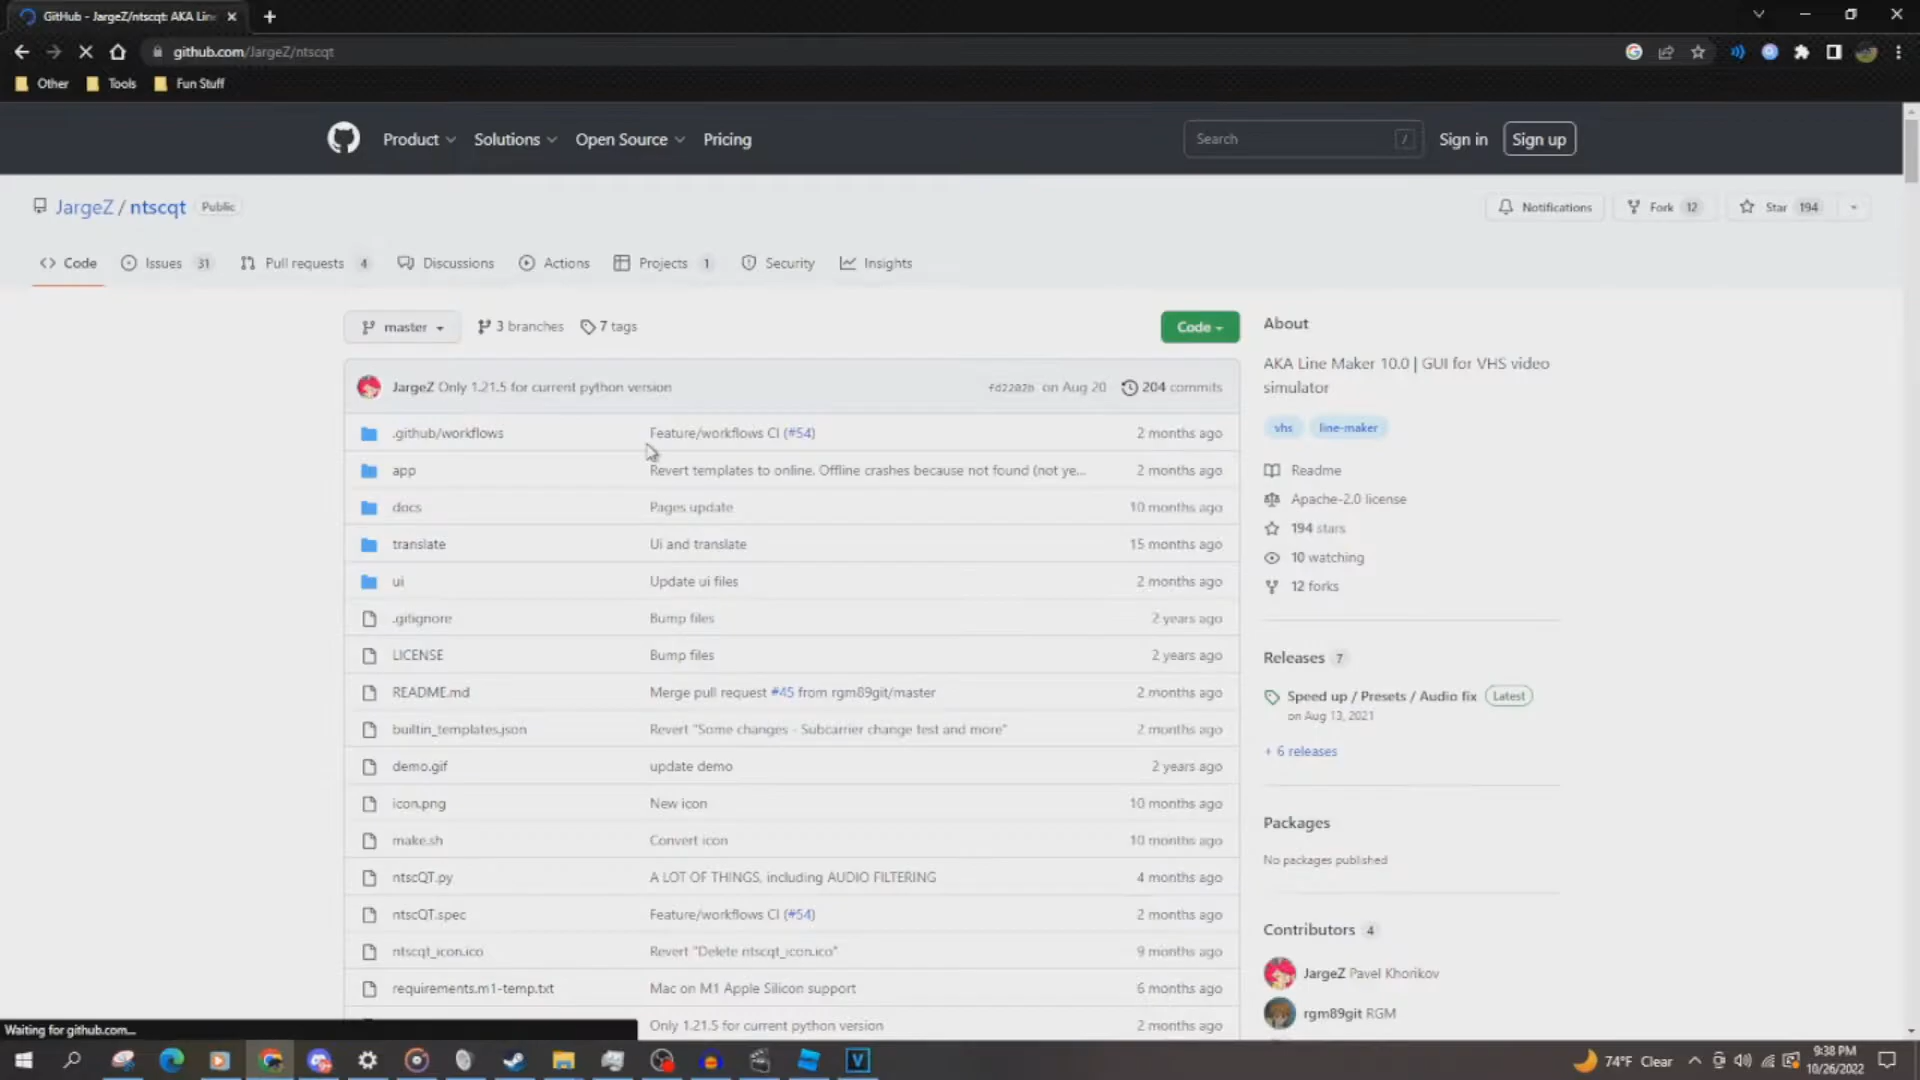 GitHub - JargeZ/ntscqt: AKA Line
github.com/JargeZ/ntscqt
Other Tools Fun Stuff
Product Solutions Open Source Pricing Search / Sign in Sign up
JargeZ / ntscqt Public Notifications Fork 12 Star 194
Code Issues 31 Pull requests 4 Discussions Actions Projects 1 Security Insights
master 3 branches 7 tags Code
JargeZ Only 1.21.5 for current python version fd2202b on Aug 20 204 commits
.github/workflows Feature/workflows CI (#54) 2 months ago
app Revert templates to online. Offline crashes because not found (not ye... 2 months ago
docs Pages update 10 months ago
translate Ui and translate 15 months ago
ui Update ui files 2 months ago
.gitignore Bump files 2 years ago
LICENSE Bump files 2 years ago
README.md Merge pull request #45 from rgm89git/master 2 months ago
builtin_templates.json Revert "Some changes - Subcarrier change test and more" 2 months ago
demo.gif update demo 2 years ago
icon.png New icon 10 months ago
make.sh Convert icon 10 months ago
ntscQT.py A LOT OF THINGS, including AUDIO FILTERING 4 months ago
ntscQT.spec Feature/workflows CI (#54) 2 months ago
ntscqt_icon.ico Revert "Delete ntscqt_icon.ico" 9 months ago
requirements.m1-temp.txt Mac on M1 Apple Silicon support 6 months ago
Only 1.21.5 for current python version 2 months ago
About
AKA Line Maker 10.0 | GUI for VHS video
simulator
vhs line-maker
Readme
Apache-2.0 license
194 stars
10 watching
12 forks
Releases 7
Speed up / Presets / Audio fix Latest
on Aug 13, 2021
+ 6 releases
Packages
No packages published
Contributors 4
JargeZ Pavel Khorikov
rgm89git RGM
Waiting for github.com...
74°F Clear 9:38 PM
10/26/2022